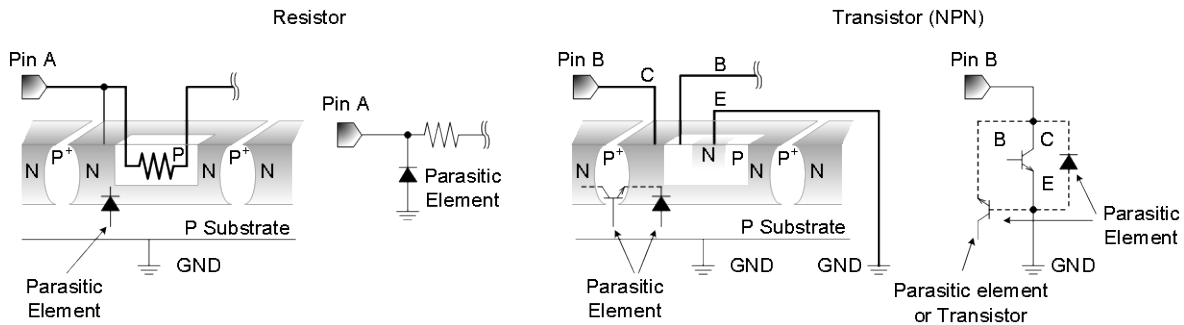 Resistor
Transistor (NPN)
Pin A
Pin B
C
B
E
Pin B
Pin A
N
P+
N
P
N
P+
N
Parasitic
Element
P Substrate
GND
Parasitic
Element
N
P+
N
N
P
N
P+
N
P Substrate
GND
GND
Parasitic
Element
B
C
E
Parasitic
Element
GND
Parasitic element
or Transistor